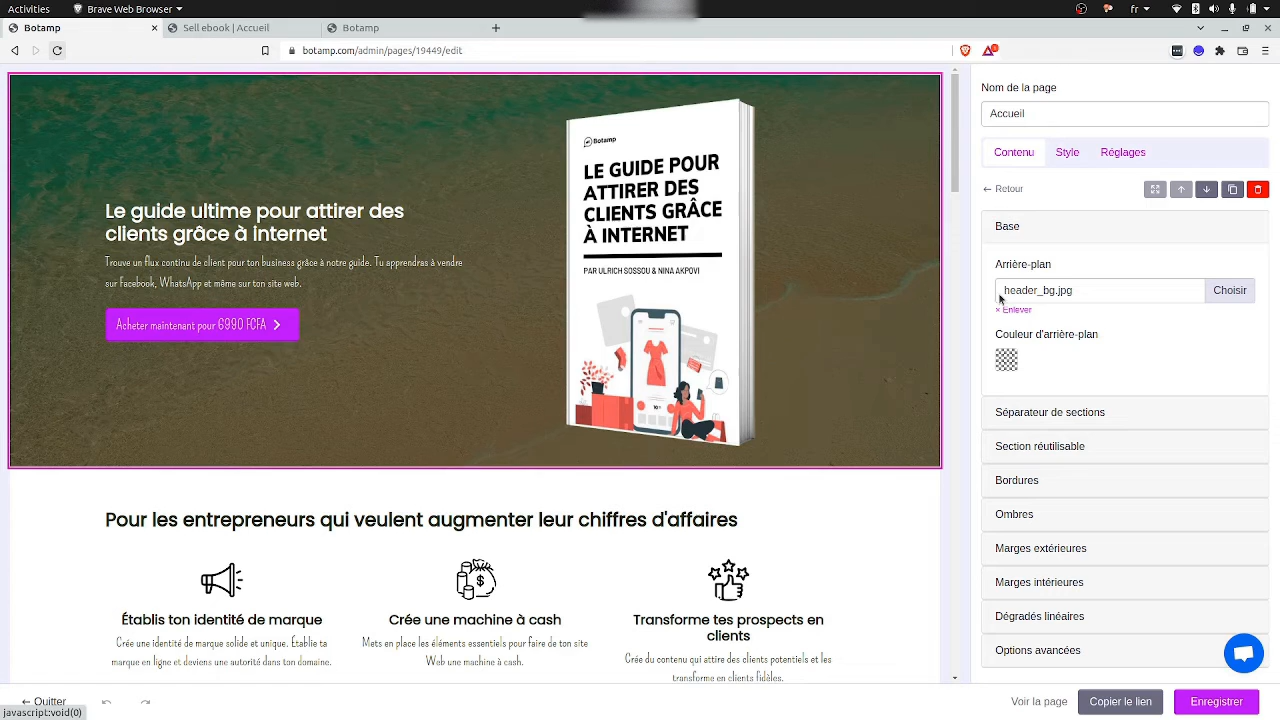 Activities
Brave Web Browser
fr
Botamp
Sell ebook | Accueil
Botamp
botamp.com/admin/pages/19449/edit
Le guide ultime pour attirer des
clients grâce à internet
Trouve un flux continu de client pour ton business grâce à notre guide. Tu apprendras à vendre
sur Facebook, WhatsApp et même sur ton site web.
Acheter maintenant pour 6990 FCFA
Botamp
LE GUIDE POUR
ATTIRER DES
CLIENTS GRÂCE
À INTERNET
PAR ULRICH SOSSOU & NINA AKPOVI
Pour les entrepreneurs qui veulent augmenter leur chiffres d'affaires
Établis ton identité de marque
Crée une identité de marque solide et unique. Établie ta
marque en ligne et deviens une autorité dans ton domaine.
Crée une machine à cash
Mets en place les éléments essentiels pour faire de ton site
Web une machine à cash.
Transforme tes prospects en
clients
Crée du contenu qui attire des clients potentiels et les
transforme en clients fidèles.
Nom de la page
Accueil
Contenu
Style
Réglages
← Retour
Base
Arrière-plan
header_bg.jpg
Choisir
× Enlever
Couleur d'arrière-plan
Séparateur de sections
Section réutilisable
Bordures
Ombres
Marges extérieures
Marges intérieures
Dégradés linéaires
Options avancées
← Quitter
Voir la page
Copier le lien
Enregistrer
javascript:void(0)